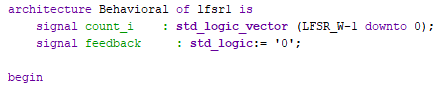 architecture Behavioral of lfsr1 is
signal count_i : std_logic_vector (LFSR_W-1 downto 0);
signal feedback : std_logic:= '0';
begin